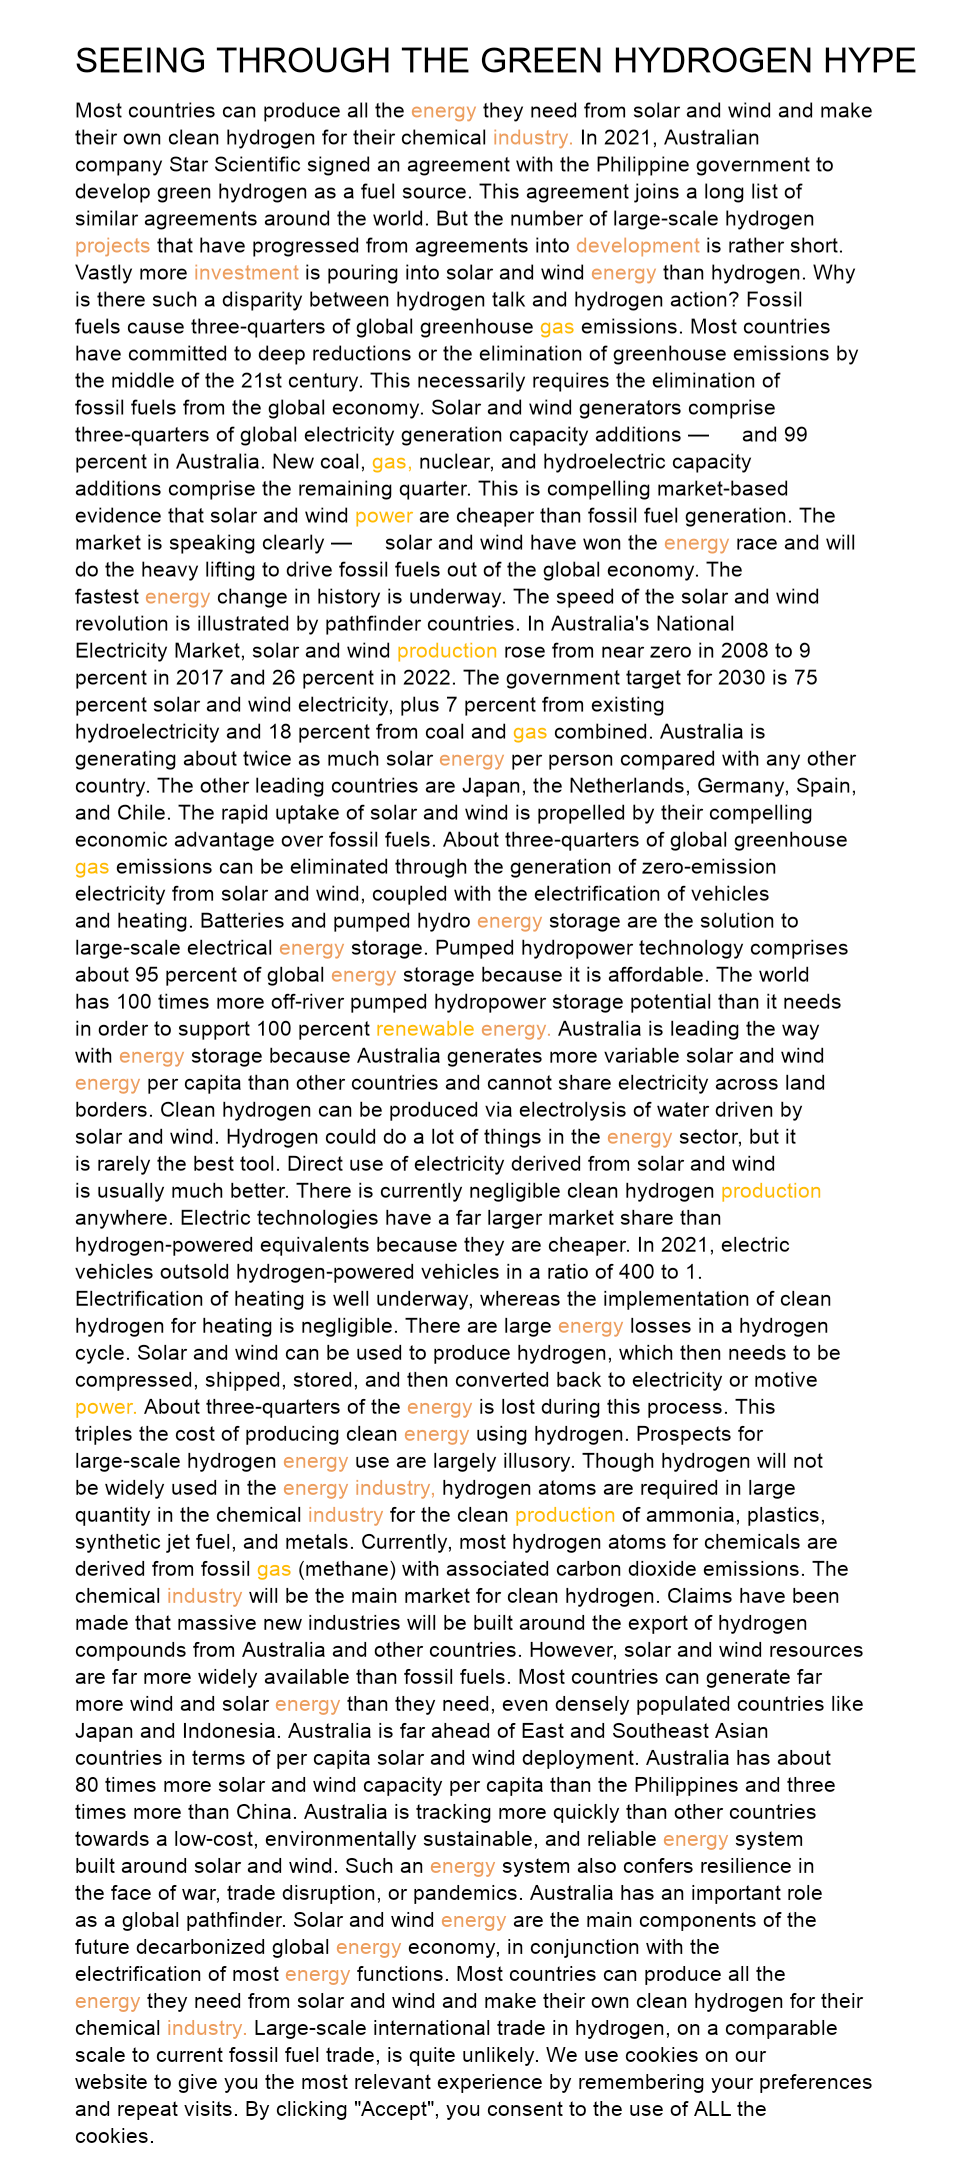 SEEING THROUGH THE GREEN HYDROGEN HYPE
Most countries can produce all the energy they need from solar and wind and make
their own clean hydrogen for their chemical industry. In 2021, Australian
company Star Scientific signed an agreement with the Philippine government to
develop green hydrogen as a fuel source. This agreement joins a long list of
similar agreements around the world. But the number of large-scale hydrogen
projects that have progressed from agreements into development is rather short.
Vastly more investment is pouring into solar and wind energy than hydrogen. Why
is there such a disparity between hydrogen talk and hydrogen action? Fossil
fuels cause three-quarters of global greenhouse gas emissions. Most countries
have committed to deep reductions or the elimination of greenhouse emissions by
the middle of the 21st century. This necessarily requires the elimination of
fossil fuels from the global economy. Solar and wind generators comprise
three-quarters of global electricity generation capacity additions — and 99
percent in Australia. New coal, gas, nuclear, and hydroelectric capacity
additions comprise the remaining quarter. This is compelling market-based
evidence that solar and wind power are cheaper than fossil fuel generation. The
market is speaking clearly — solar and wind have won the energy race and will
do the heavy lifting to drive fossil fuels out of the global economy. The
fastest energy change in history is underway. The speed of the solar and wind
revolution is illustrated by pathfinder countries. In Australia's National
Electricity Market, solar and wind production rose from near zero in 2008 to 9
percent in 2017 and 26 percent in 2022. The government target for 2030 is 75
percent solar and wind electricity, plus 7 percent from existing
hydroelectricity and 18 percent from coal and gas combined. Australia is
generating about twice as much solar energy per person compared with any other
country. The other leading countries are Japan, the Netherlands, Germany, Spain,
and Chile. The rapid uptake of solar and wind is propelled by their compelling
economic advantage over fossil fuels. About three-quarters of global greenhouse
gas emissions can be eliminated through the generation of zero-emission
electricity from solar and wind, coupled with the electrification of vehicles
and heating. Batteries and pumped hydro energy storage are the solution to
large-scale electrical energy storage. Pumped hydropower technology comprises
about 95 percent of global energy storage because it is affordable. The world
has 100 times more off-river pumped hydropower storage potential than it needs
in order to support 100 percent renewable energy. Australia is leading the way
with energy storage because Australia generates more variable solar and wind
energy per capita than other countries and cannot share electricity across land
borders. Clean hydrogen can be produced via electrolysis of water driven by
solar and wind. Hydrogen could do a lot of things in the energy sector, but it
is rarely the best tool. Direct use of electricity derived from solar and wind
is usually much better. There is currently negligible clean hydrogen production
anywhere. Electric technologies have a far larger market share than
hydrogen-powered equivalents because they are cheaper. In 2021, electric
vehicles outsold hydrogen-powered vehicles in a ratio of 400 to 1.
Electrification of heating is well underway, whereas the implementation of clean
hydrogen for heating is negligible. There are large energy losses in a hydrogen
cycle. Solar and wind can be used to produce hydrogen, which then needs to be
compressed, shipped, stored, and then converted back to electricity or motive
power. About three-quarters of the energy is lost during this process. This
triples the cost of producing clean energy using hydrogen. Prospects for
large-scale hydrogen energy use are largely illusory. Though hydrogen will not
be widely used in the energy industry, hydrogen atoms are required in large
quantity in the chemical industry for the clean production of ammonia, plastics,
synthetic jet fuel, and metals. Currently, most hydrogen atoms for chemicals are
derived from fossil gas (methane) with associated carbon dioxide emissions. The
chemical industry will be the main market for clean hydrogen. Claims have been
made that massive new industries will be built around the export of hydrogen
compounds from Australia and other countries. However, solar and wind resources
are far more widely available than fossil fuels. Most countries can generate far
more wind and solar energy than they need, even densely populated countries like
Japan and Indonesia. Australia is far ahead of East and Southeast Asian
countries in terms of per capita solar and wind deployment. Australia has about
80 times more solar and wind capacity per capita than the Philippines and three
times more than China. Australia is tracking more quickly than other countries
towards a low-cost, environmentally sustainable, and reliable energy system
built around solar and wind. Such an energy system also confers resilience in
the face of war, trade disruption, or pandemics. Australia has an important role
as a global pathfinder. Solar and wind energy are the main components of the
future decarbonized global energy economy, in conjunction with the
electrification of most energy functions. Most countries can produce all the
energy they need from solar and wind and make their own clean hydrogen for their
chemical industry. Large-scale international trade in hydrogen, on a comparable
scale to current fossil fuel trade, is quite unlikely. We use cookies on our
website to give you the most relevant experience by remembering your preferences
and repeat visits. By clicking "Accept", you consent to the use of ALL the
cookies.